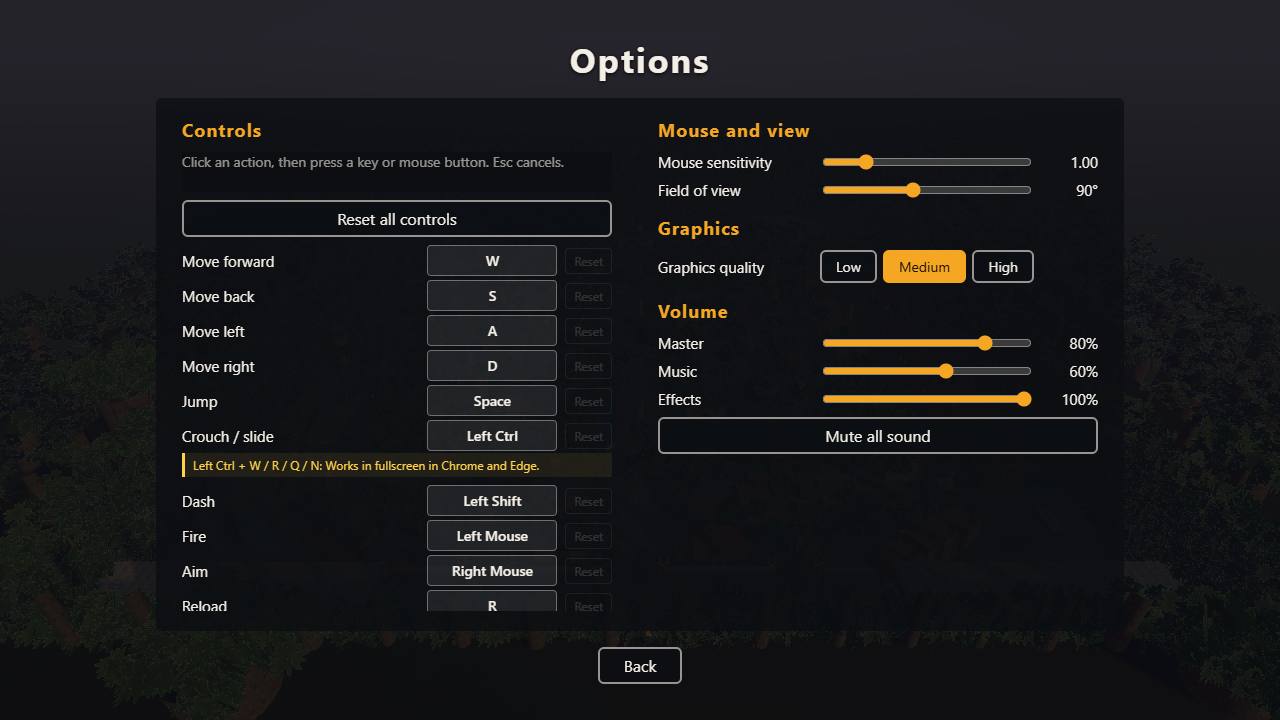 Options
Controls
Click an action, then press a key or mouse button. Esc cancels.
Reset all controls
Move forward W Reset
Move back S Reset
Move left A Reset
Move right D Reset
Jump Space Reset
Crouch / slide Left Ctrl Reset
Left Ctrl + W / R / Q / N: Works in fullscreen in Chrome and Edge.
Dash Left Shift Reset
Fire Left Mouse Reset
Aim Right Mouse Reset
Reload R Reset
Mouse and view
Mouse sensitivity 1.00
Field of view 90°
Graphics
Graphics quality Low Medium High
Volume
Master 80%
Music 60%
Effects 100%
Mute all sound
Back